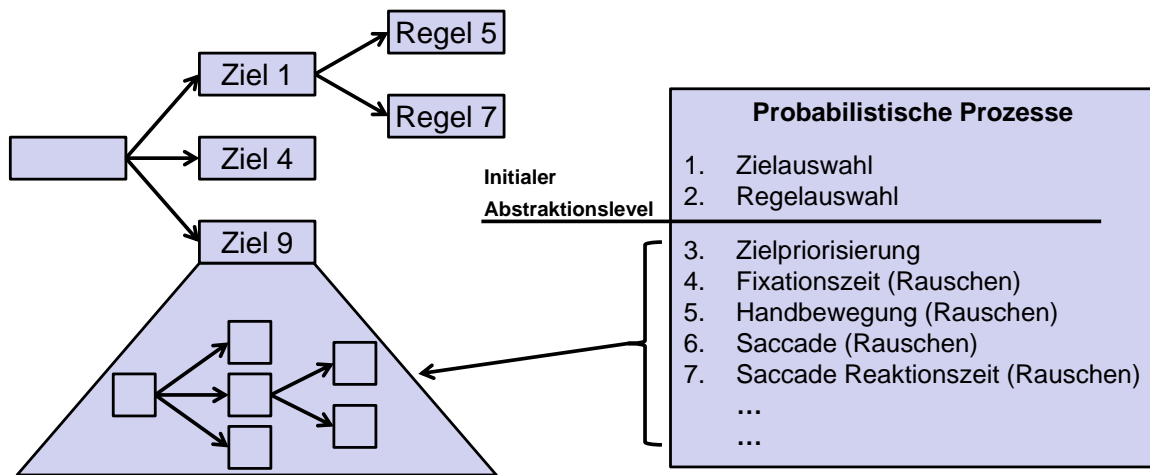 Regel 5
Ziel 1
Regel 7
Ziel 4
Ziel 9
Initialer
Abstraktionslevel
Probabilistische Prozesse
1. Zielauswahl
2. Regelauswahl
3. Zielpriorisierung
4. Fixationszeit (Rauschen)
5. Handbewegung (Rauschen)
6. Saccade (Rauschen)
7. Saccade Reaktionszeit (Rauschen)
...
...